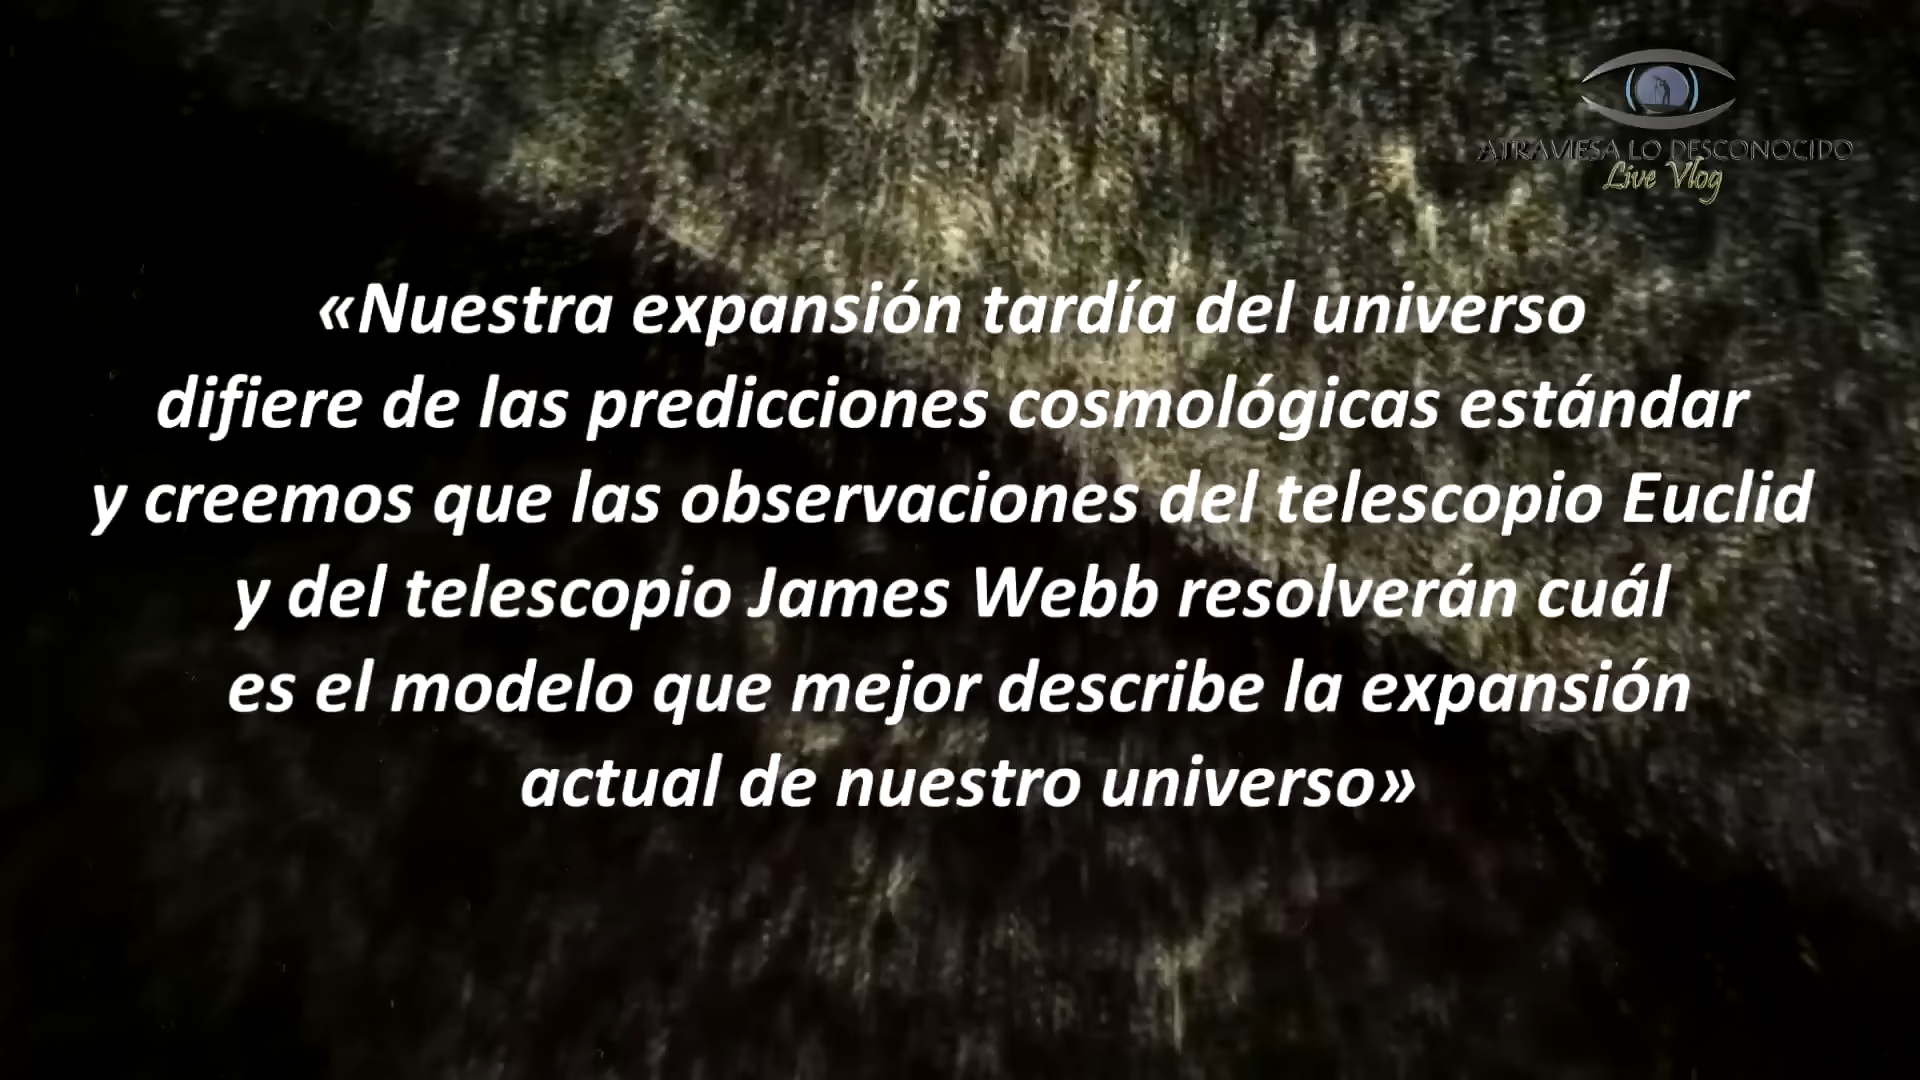 ATRAVIESA LO DESCONOCIDO
Live Vlog
«Nuestra expansión tardía del universo
difiere de las predicciones cosmológicas estándar
y creemos que las observaciones del telescopio Euclid
y del telescopio James Webb resolverán cuál
es el modelo que mejor describe la expansión
actual de nuestro universo»